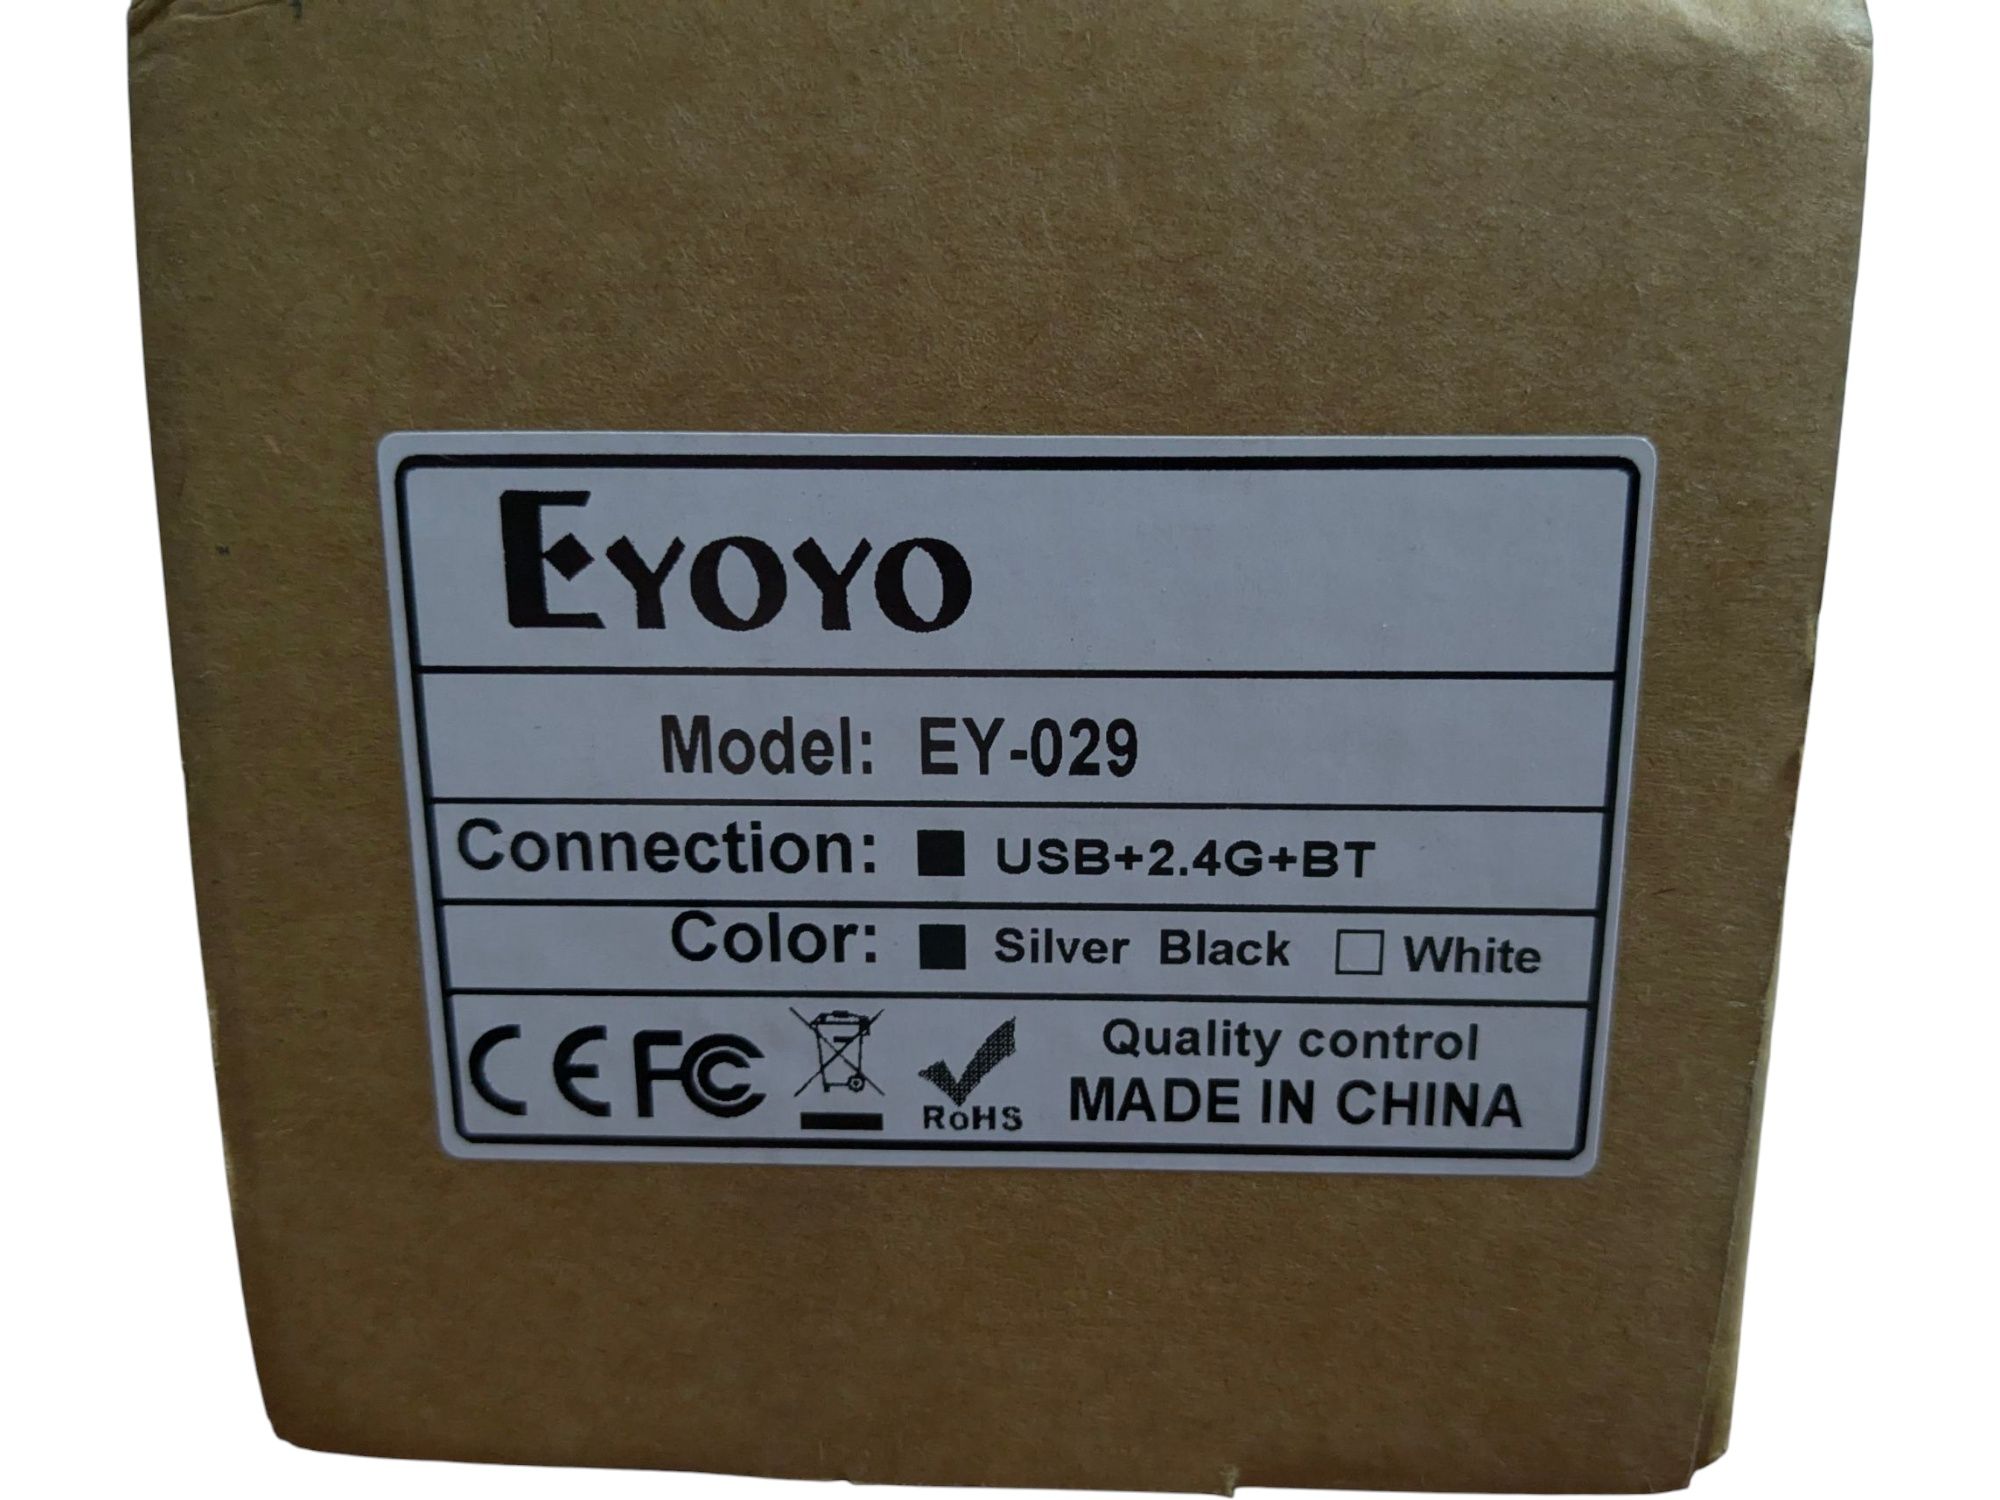 EYOYO
Model: EY-029
Connection: ■ USB+2.4G+BT
Color: ■ Silver Black □ White
CE FC RoHS Quality control
MADE IN CHINA